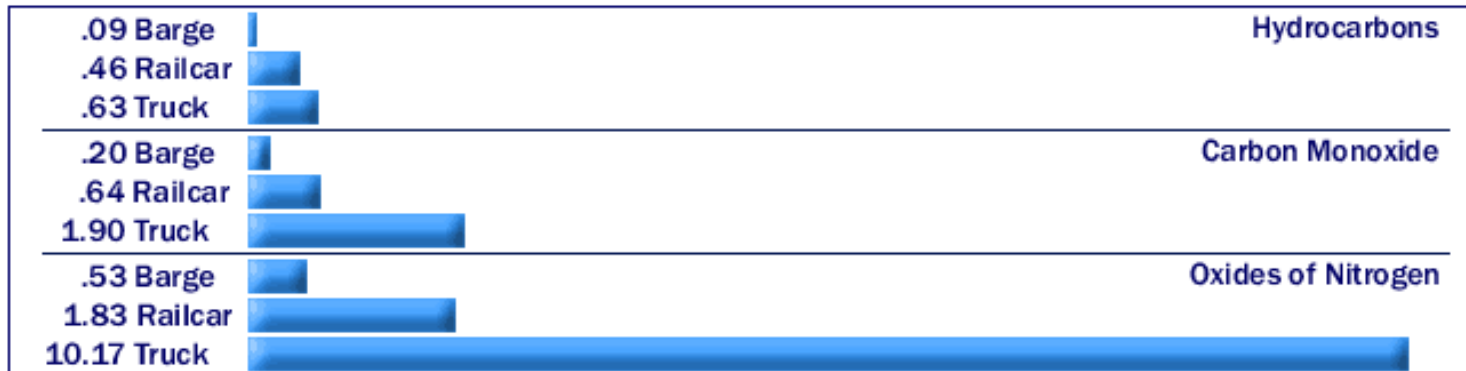 .09 Barge Hydrocarbons
.46 Railcar
.63 Truck
.20 Barge Carbon Monoxide
.64 Railcar
1.90 Truck
.53 Barge Oxides of Nitrogen
1.83 Railcar
10.17 Truck